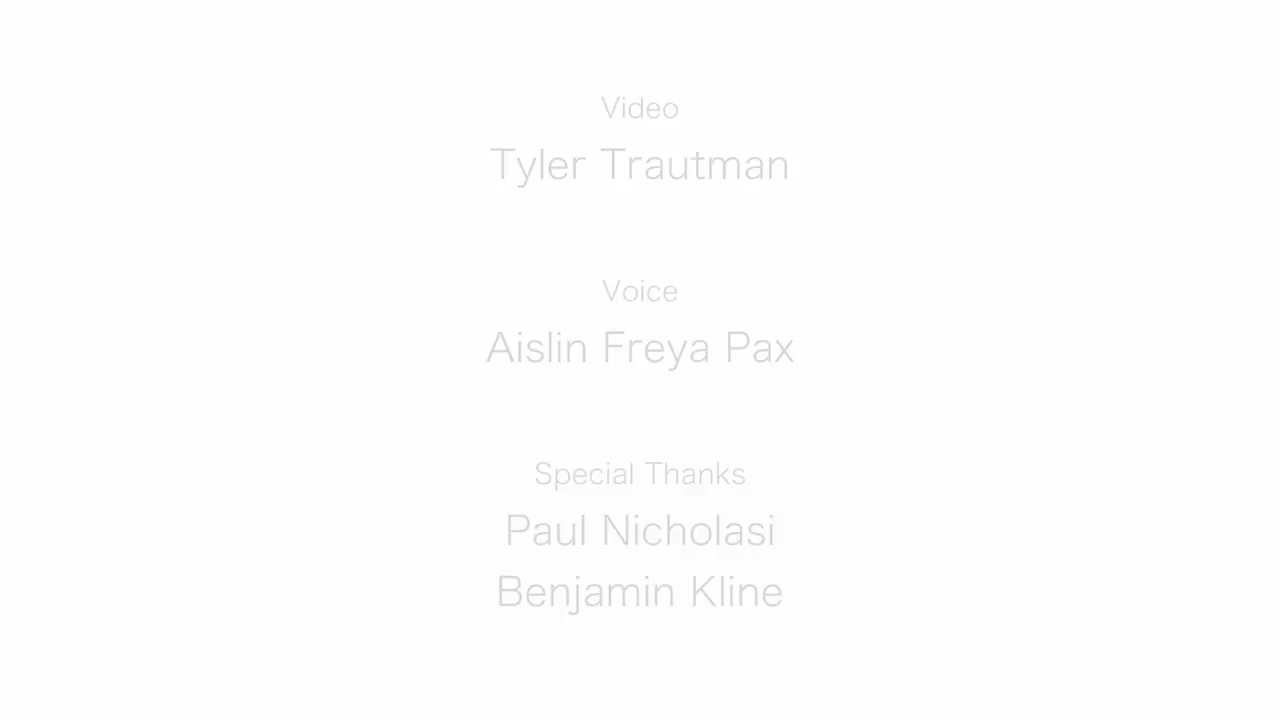 Video
Tyler Trautman
Voice
Aislin Freya Pax
Special Thanks
Paul Nicholasi
Benjamin Kline